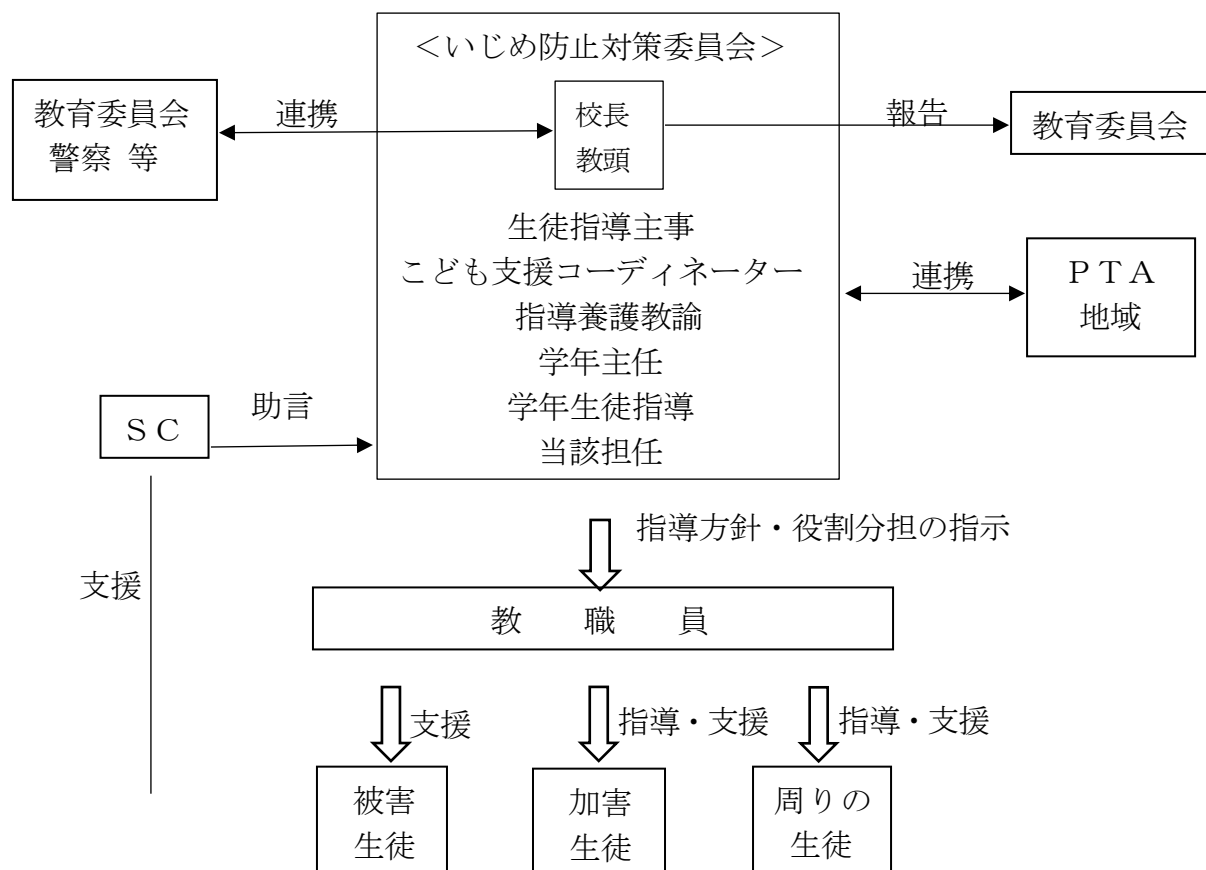 ＜いじめ防止対策委員会＞
教育委員会
警察 等
連携
校長
教頭
報告
教育委員会
生徒指導主事
こども支援コーディネーター
指導養護教諭
学年主任
学年生徒指導
当該担任
連携
ＰＴＡ
地域
ＳＣ
助言
指導方針・役割分担の指示
支援
教　職　員
支援
指導・支援
指導・支援
被害
生徒
加害
生徒
周りの
生徒